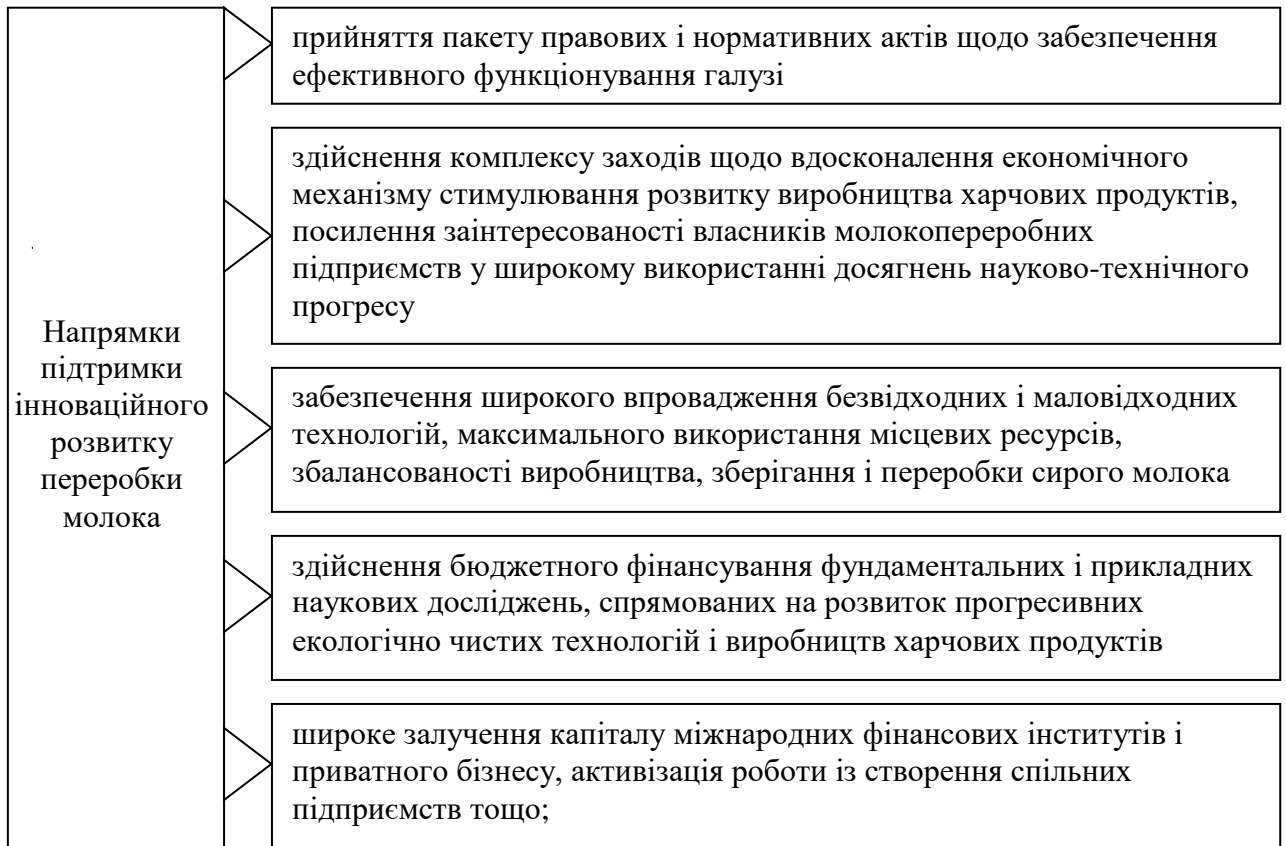 Напрямки
підтримки
інноваційного
розвитку
переробки
молока
прийняття пакету правових і нормативних актів щодо забезпечення
ефективного функціонування галузі
здійснення комплексу заходів щодо вдосконалення економічного
механізму стимулювання розвитку виробництва харчових продуктів,
посилення заінтересованості власників молокопереробних
підприємств у широкому використанні досягнень науково-технічного
прогресу
забезпечення широкого впровадження безвідходних і маловідходних
технологій, максимального використання місцевих ресурсів,
збалансованості виробництва, зберігання і переробки сирого молока
здійснення бюджетного фінансування фундаментальних і прикладних
наукових досліджень, спрямованих на розвиток прогресивних
екологічно чистих технологій і виробництв харчових продуктів
широке залучення капіталу міжнародних фінансових інститутів і
приватного бізнесу, активізація роботи із створення спільних
підприємств тощо;